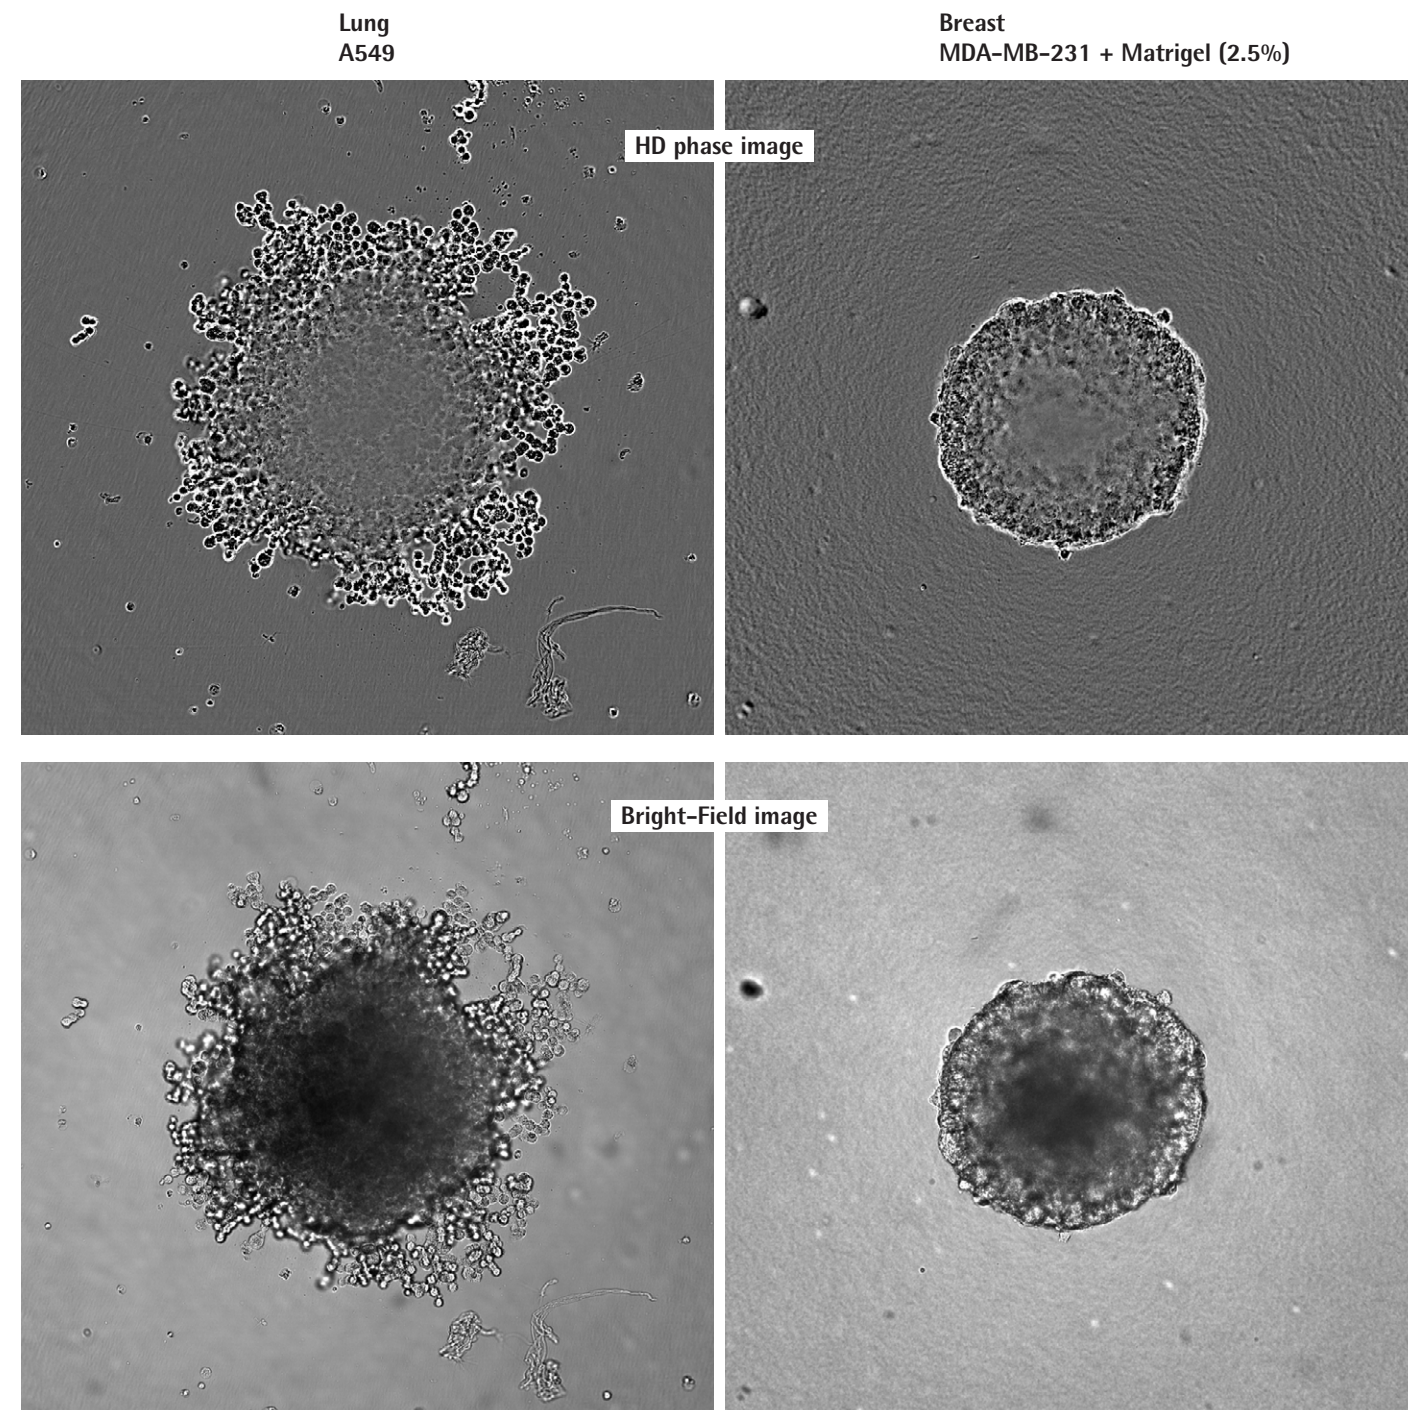 Lung
A549
Breast
MDA-MB-231 + Matrigel (2.5%)
HD phase image
Bright-Field image